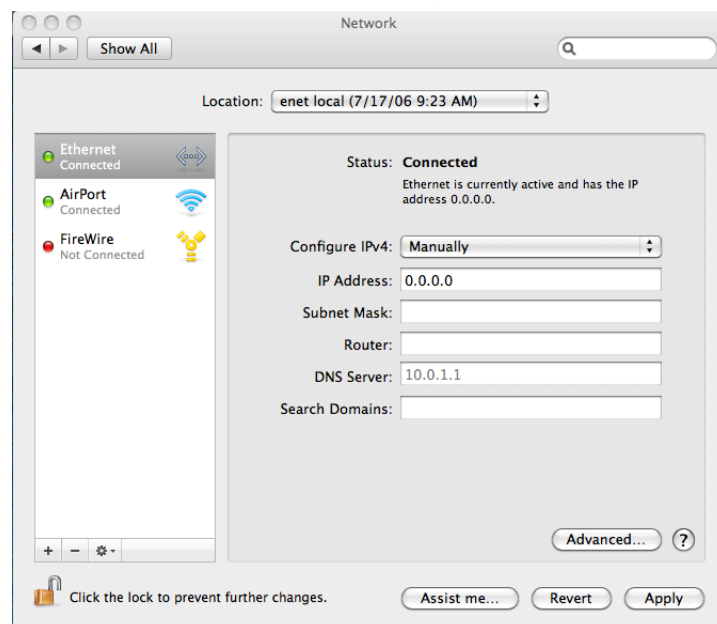 Network
Show All
Location: enet local (7/17/06 9:23 AM)
Ethernet
Connected
AirPort
Connected
FireWire
Not Connected
Status: Connected
Ethernet is currently active and has the IP
address 0.0.0.0.
Configure IPv4: Manually
IP Address: 0.0.0.0
Subnet Mask:
Router:
DNS Server: 10.0.1.1
Search Domains:
Advanced... ?
Click the lock to prevent further changes.
Assist me... Revert Apply